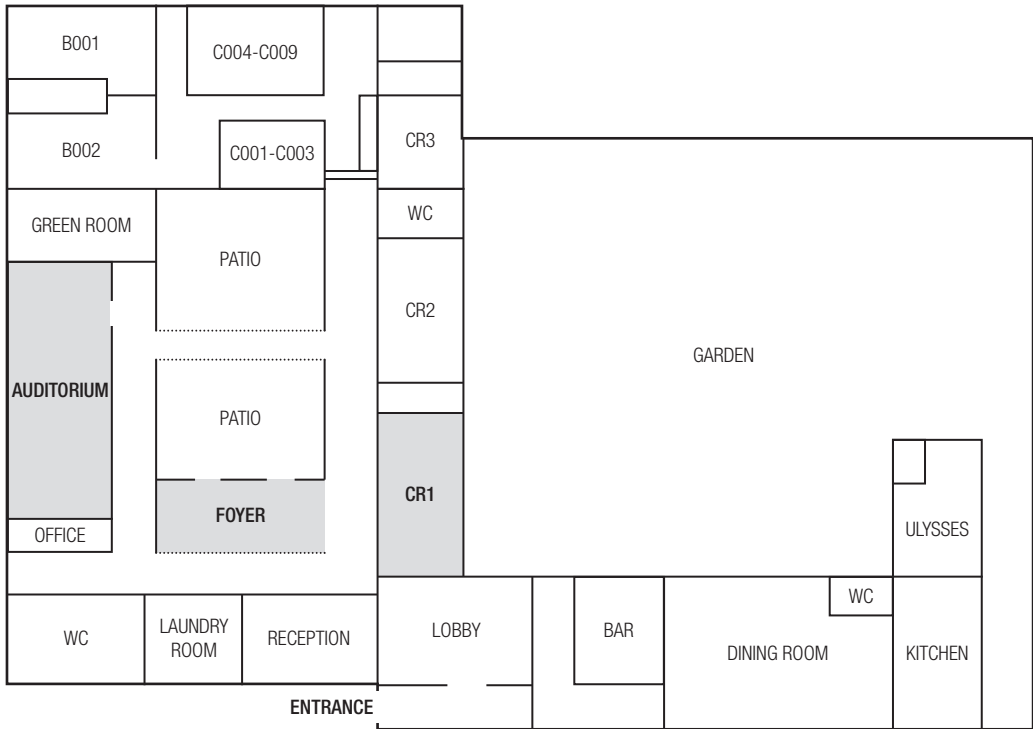 B001
C004-C009
B002
C001-C003
CR3
GREEN ROOM
WC
PATIO
CR2
GARDEN
AUDITORIUM
PATIO
CR1
FOYER
OFFICE
ULYSSES
WC
LAUNDRY
ROOM
RECEPTION
LOBBY
BAR
WC
DINING ROOM
KITCHEN
ENTRANCE